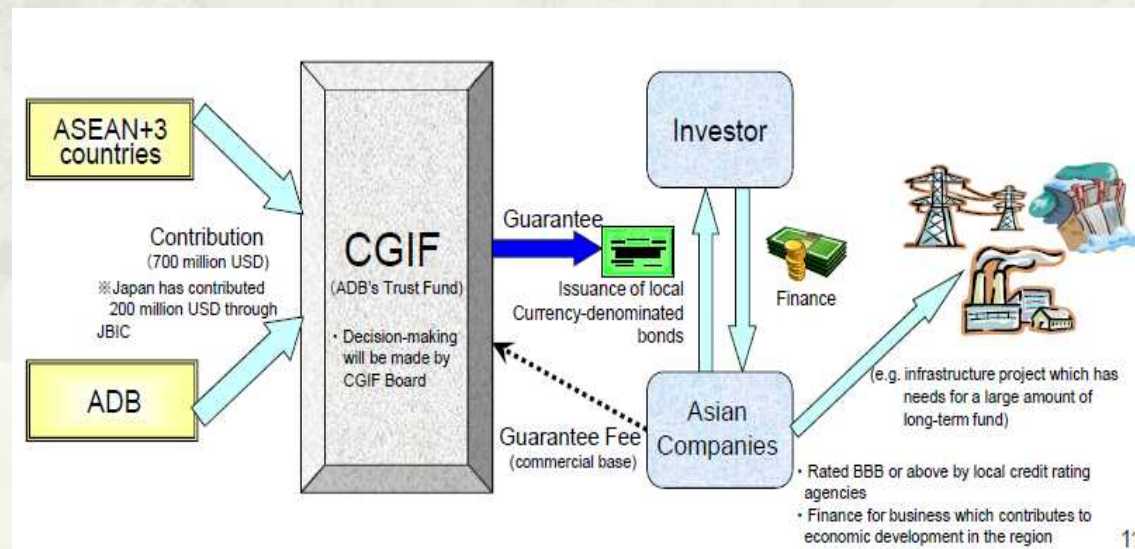 ASEAN+3
countries
Contribution
(700 million USD)
※Japan has contributed
200 million USD through
JBIC
ADB
CGIF
(ADB's Trust Fund)
・Decision-making
will be made by
CGIF Board
Guarantee
Issuance of local
Currency-denominated
bonds
Guarantee Fee
(commercial base)
Investor
Finance
Asian
Companies
(e.g. infrastructure project which has
needs for a large amount of
long-term fund)
・Rated BBB or above by local credit rating
agencies
・Finance for business which contributes to
economic development in the region